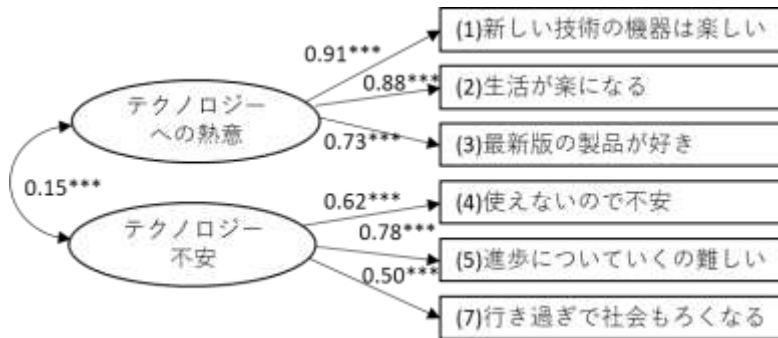 0.91***
(1)新しい技術の機器は楽しい
テクノロジー
への熱意
0.88***
(2)生活が楽になる
0.73***
(3)最新版の製品が好き
0.15***
テクノロジー
不安
0.62***
(4)使えないので不安
0.78***
(5)進歩についていくの難しい
0.50***
(7)行き過ぎで社会もろくなる